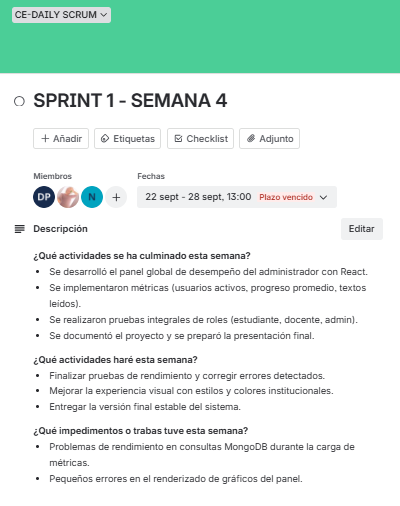 CE-DAILY SCRUM
SPRINT 1 - SEMANA 4
Añadir
Etiquetas
Checklist
Adjunto
Miembros
Fechas
DP
N
22 sept - 28 sept, 13:00 Plazo vencido
Descripción
Editar
¿Qué actividades se ha culminado esta semana?
• Se desarrolló el panel global de desempeño del administrador con React.
• Se implementaron métricas (usuarios activos, progreso promedio, textos
leídos).
• Se realizaron pruebas integrales de roles (estudiante, docente, admin).
• Se documentó el proyecto y se preparó la presentación final.
¿Qué actividades haré esta semana?
• Finalizar pruebas de rendimiento y corregir errores detectados.
• Mejorar la experiencia visual con estilos y colores institucionales.
• Entregar la versión final estable del sistema.
¿Qué impedimentos o trabas tuve esta semana?
• Problemas de rendimiento en consultas MongoDB durante la carga de
métricas.
• Pequeños errores en el renderizado de gráficos del panel.